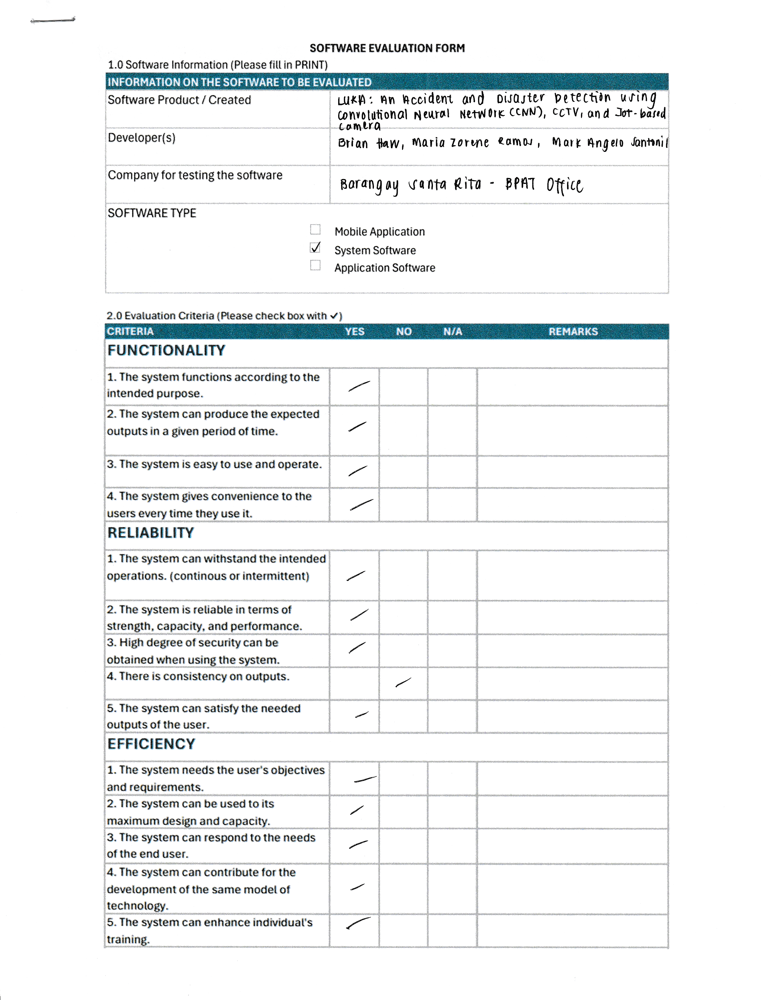 SOFTWARE EVALUATION FORM
1.0 Software Information (Please fill in PRINT)
INFORMATION ON THE SOFTWARE TO BE EVALUATED
Software Product / Created
LUKA: An Accident and Disaster Detection using
Convolutional Neural Network (CNN), CCTV, and Iot-based
camera
Developer(s)
Brian Haw, Maria Zorene Ramos, Mark Angelo Santonil
Company for testing the software
Barangay Santa Rita - BPAT Office
SOFTWARE TYPE
Mobile Application
✓ System Software
Application Software
2.0 Evaluation Criteria (Please check box with ✓)
CRITERIA YES NO N/A REMARKS
FUNCTIONALITY
1. The system functions according to the
intended purpose.
2. The system can produce the expected
outputs in a given period of time.
3. The system is easy to use and operate.
4. The system gives convenience to the
users every time they use it.
RELIABILITY
1. The system can withstand the intended
operations. (continous or intermittent)
2. The system is reliable in terms of
strength, capacity, and performance.
3. High degree of security can be
obtained when using the system.
4. There is consistency on outputs.
5. The system can satisfy the needed
outputs of the user.
EFFICIENCY
1. The system needs the user's objectives
and requirements.
2. The system can be used to its
maximum design and capacity.
3. The system can respond to the needs
of the end user.
4. The system can contribute for the
development of the same model of
technology.
5. The system can enhance individual's
training.